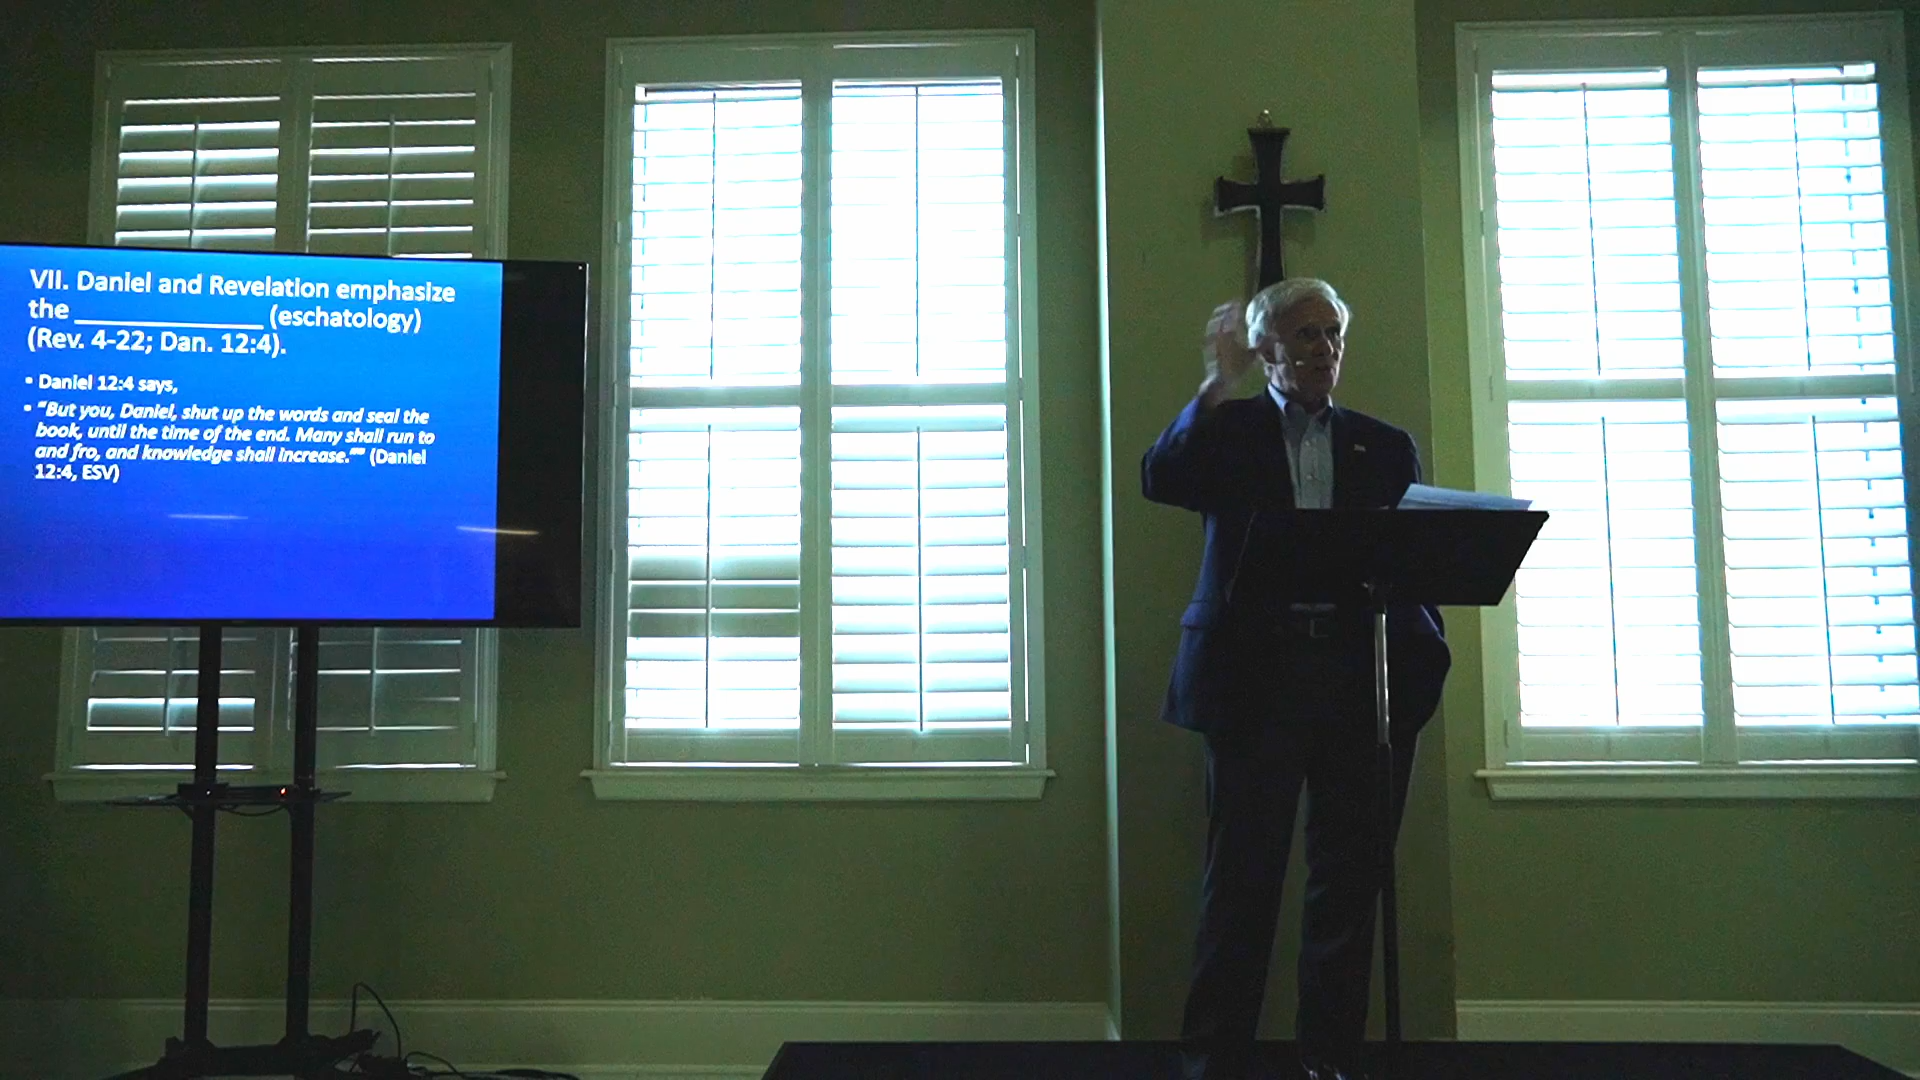 VII. Daniel and Revelation emphasize
the ______________ (eschatology)
(Rev. 4-22; Dan. 12:4).
▪ Daniel 12:4 says,
▪ “But you, Daniel, shut up the words and seal the
book, until the time of the end. Many shall run to
and fro, and knowledge shall increase.”” (Daniel
12:4, ESV)